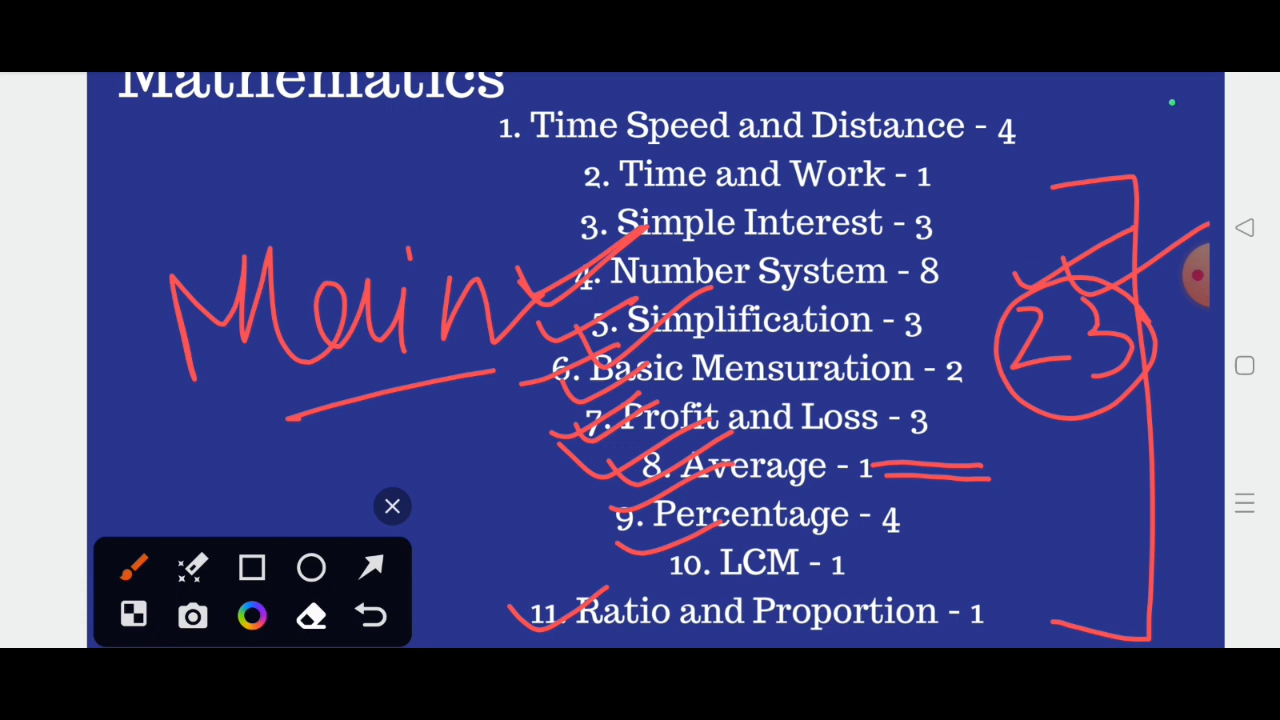 Mathematics
1. Time Speed and Distance - 4
2. Time and Work - 1
3. Simple Interest - 3
4. Number System - 8
5. Simplification - 3
6. Basic Mensuration - 2
7. Profit and Loss - 3
8. Average - 1
9. Percentage - 4
10. LCM - 1
11. Ratio and Proportion - 1
Main
23